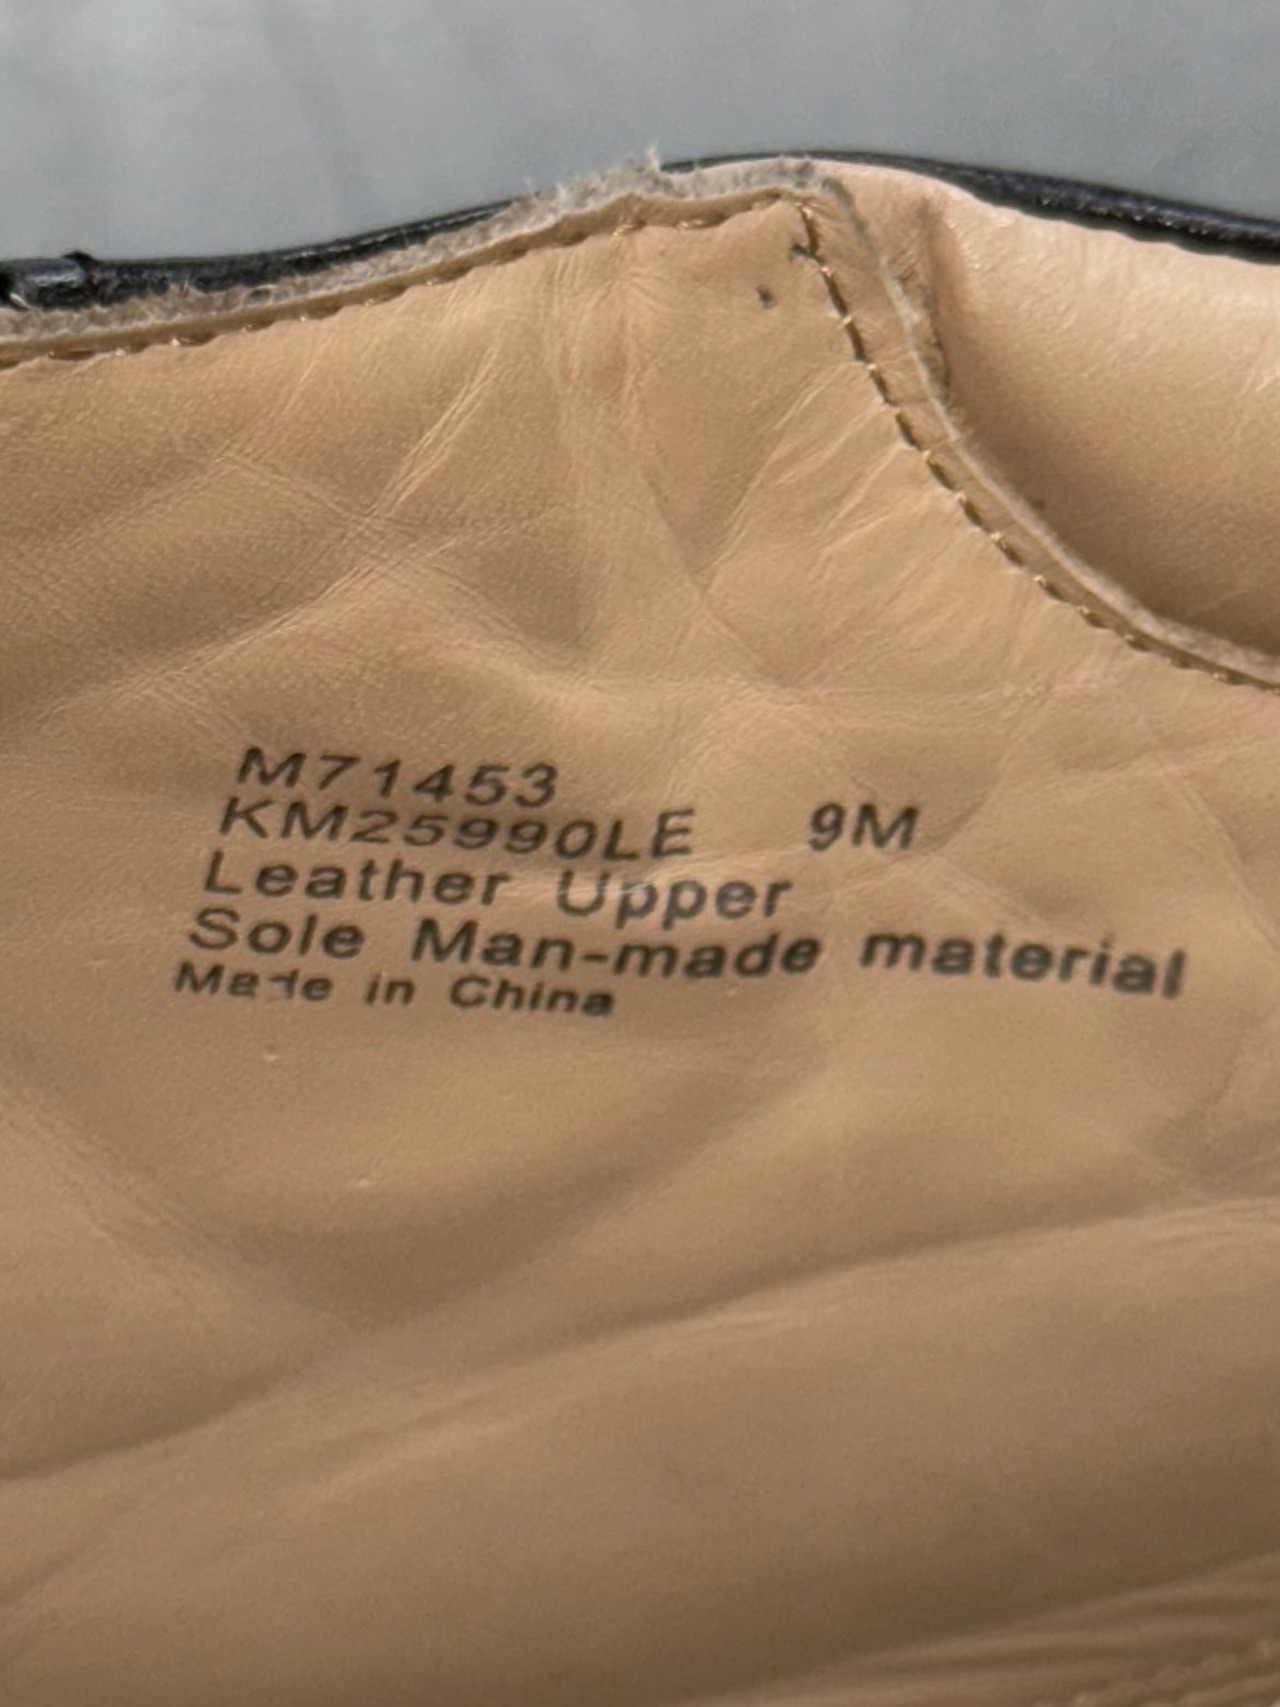 M71453
KM25990LE 9M
Leather Upper
Sole Man-made material
Made in China